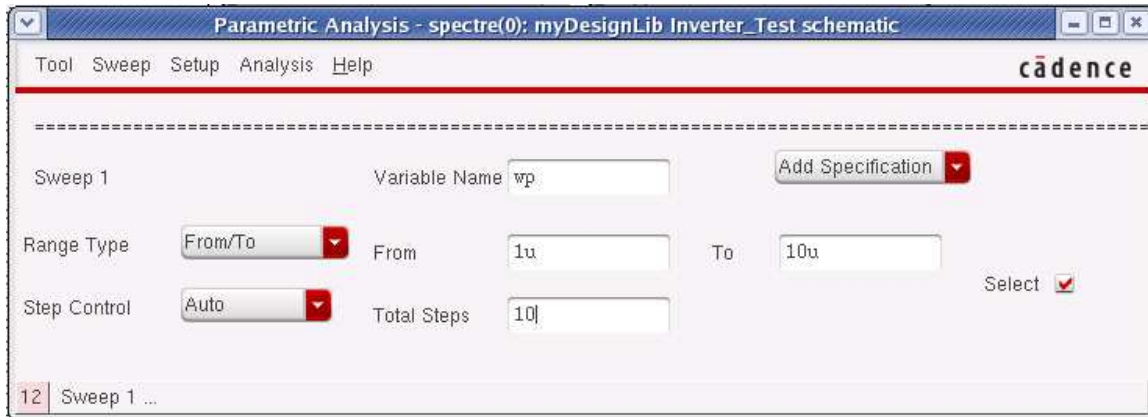 Parametric Analysis - spectre(0): myDesignLib Inverter_Test schematic
Tool Sweep Setup Analysis Help cādence
Sweep 1 Variable Name wp Add Specification
Range Type From/To From 1u To 10u
Select
Step Control Auto Total Steps 10
12 Sweep 1 ...